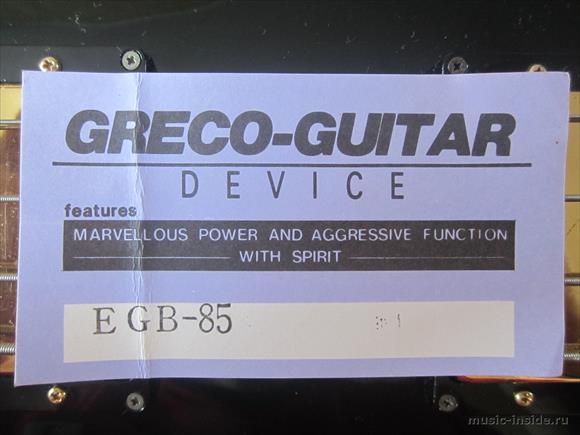 GRECO-GUITAR
DEVICE
features
MARVELLOUS POWER AND AGGRESSIVE FUNCTION
WITH SPIRIT
EGB-85
music-inside.ru